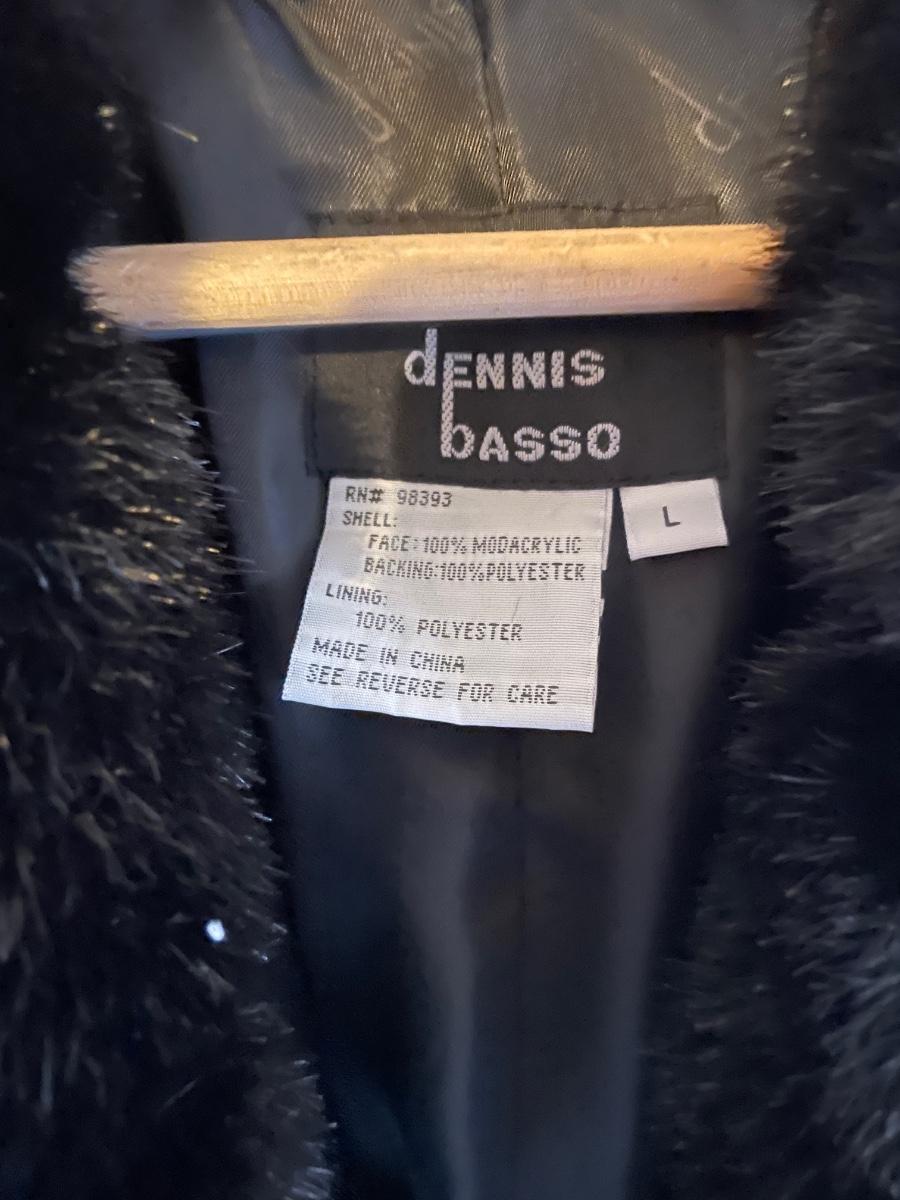 dENNIS
bASSO
RN# 98393
SHELL:
FACE:100% MODACRYLIC
BACKING:100%POLYESTER
LINING:
100% POLYESTER
MADE IN CHINA
SEE REVERSE FOR CARE
L